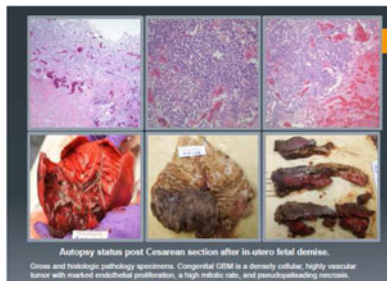 Autopsy status post Cesarean section after in-utero fetal demise.
Gross and histologic pathology specimens. Congenital GBM is a densely cellular, highly vascular
tumor with marked endothelial proliferation, a high mitotic rate, and pseudopalisading necrosis.